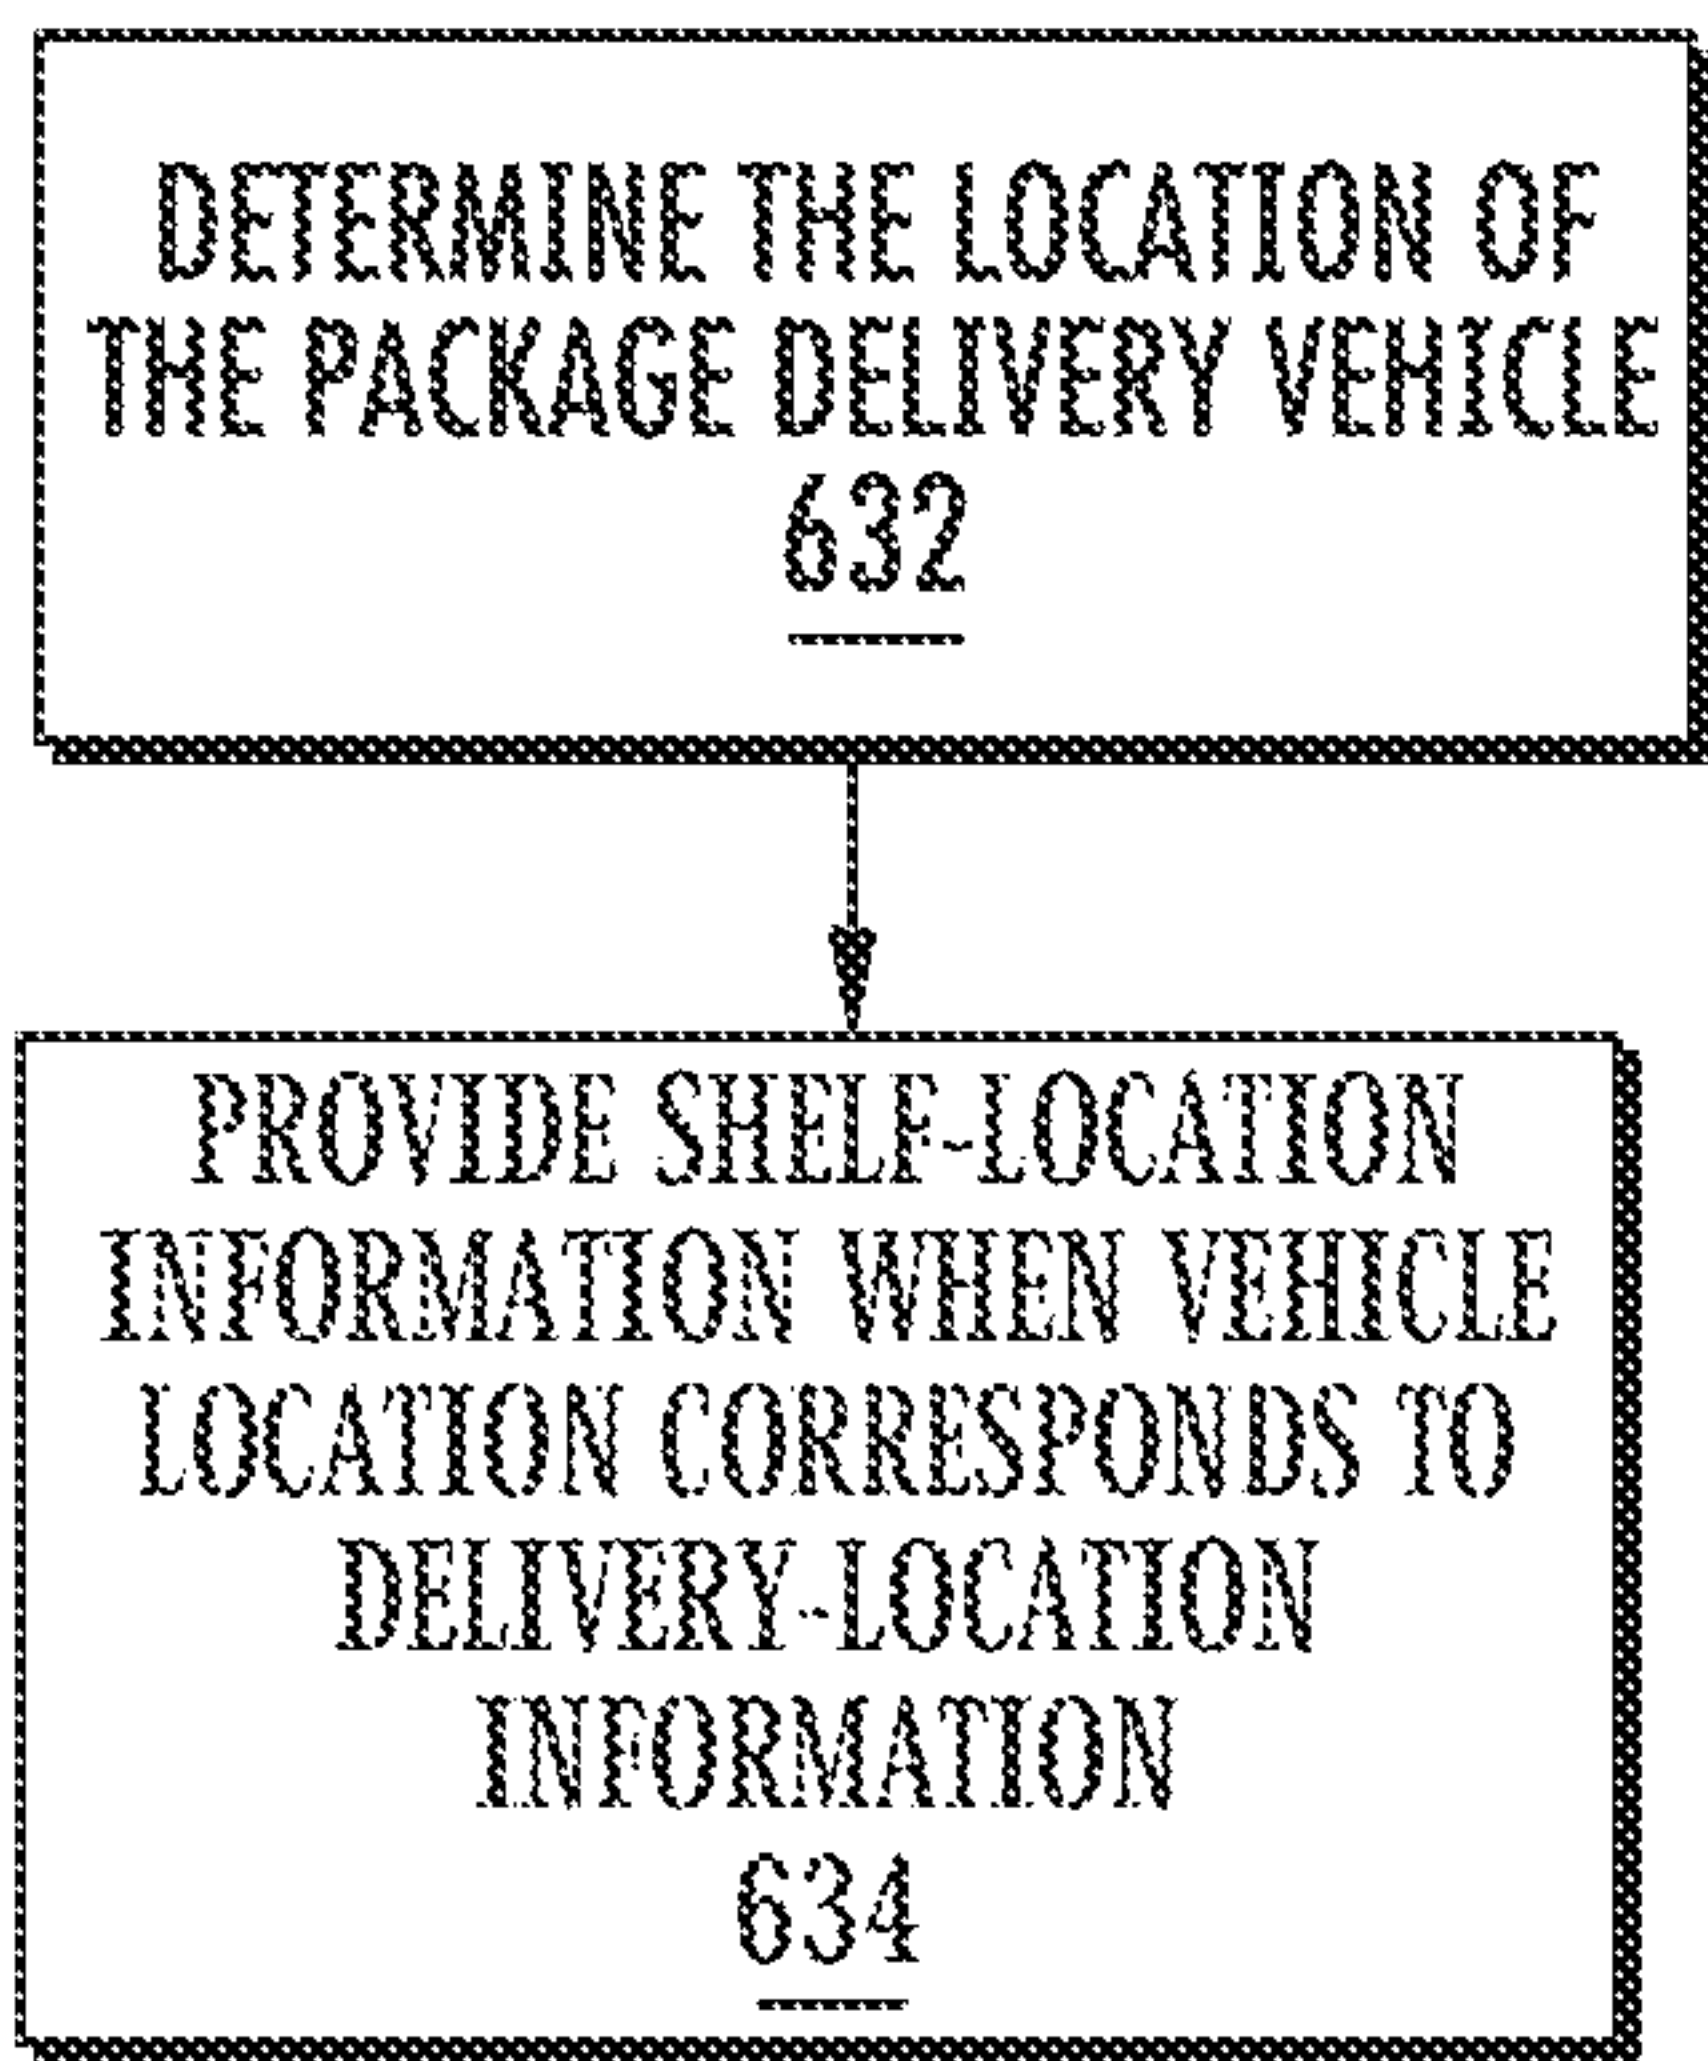 DETERMINE THE LOCATION OF
THE PACKAGE DELIVERY VEHICLE
632
PROVIDE SHELF-LOCATION
INFORMATION WHEN VEHICLE
LOCATION CORRESPONDS TO
DELIVERY-LOCATION
INFORMATION
634